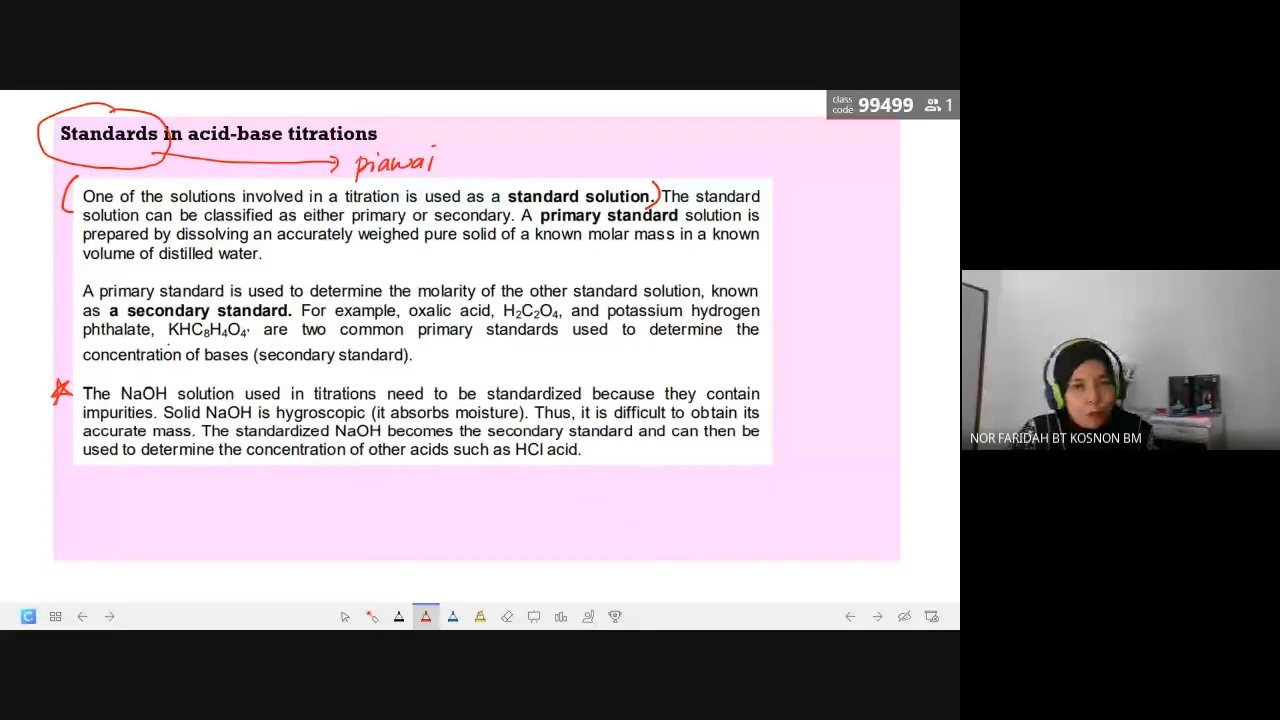 class
code 99499 1
Standards in acid-base titrations
piawai
One of the solutions involved in a titration is used as a standard solution. The standard
solution can be classified as either primary or secondary. A primary standard solution is
prepared by dissolving an accurately weighed pure solid of a known molar mass in a known
volume of distilled water.
A primary standard is used to determine the molarity of the other standard solution, known
as a secondary standard. For example, oxalic acid, H₂C₂O₄, and potassium hydrogen
phthalate, KHC₈H₄O₄, are two common primary standards used to determine the
concentration of bases (secondary standard).
The NaOH solution used in titrations need to be standardized because they contain
impurities. Solid NaOH is hygroscopic (it absorbs moisture). Thus, it is difficult to obtain its
accurate mass. The standardized NaOH becomes the secondary standard and can then be
used to determine the concentration of other acids such as HCl acid.
NOR FARIDAH BT KOSNON BM